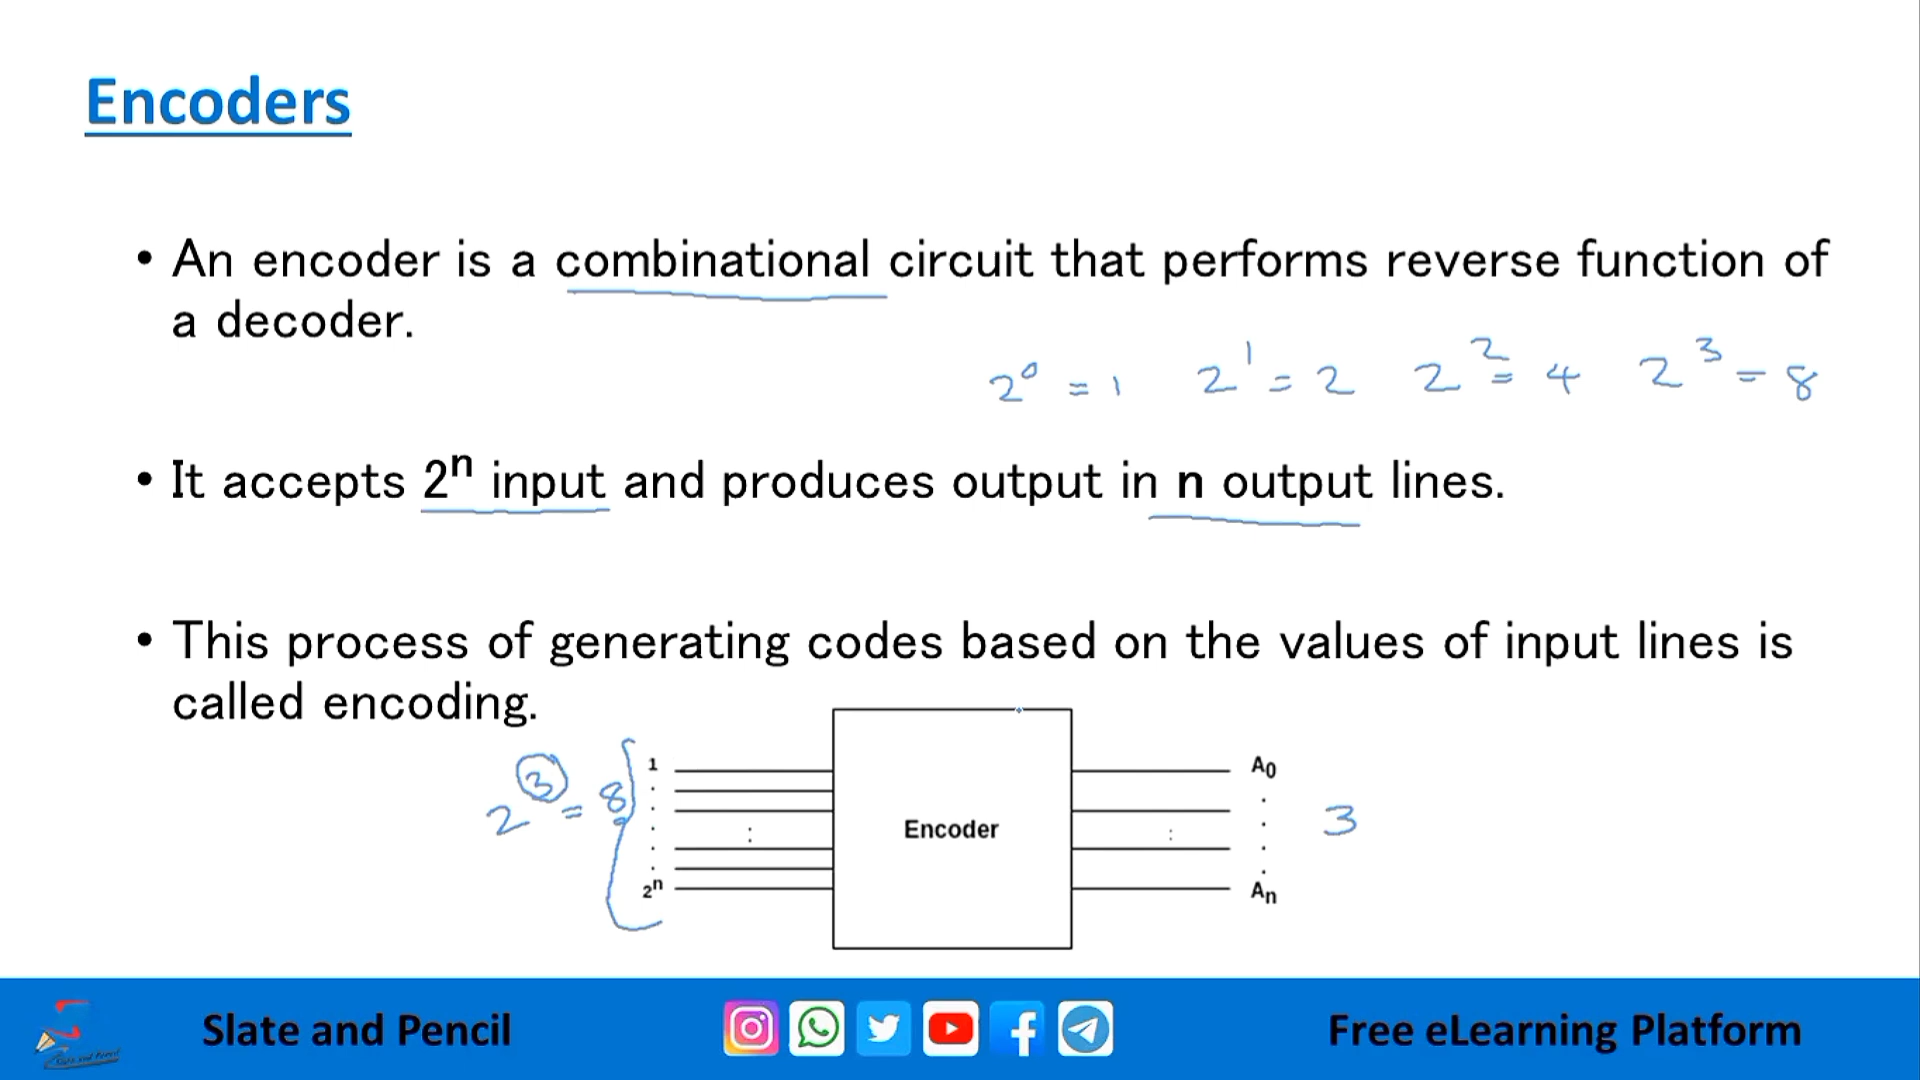 Encoders
• An encoder is a combinational circuit that performs reverse function of
a decoder.
2⁰ = 1 2¹ = 2 2² = 4 2³ = 8
• It accepts 2ⁿ input and produces output in n output lines.
• This process of generating codes based on the values of input lines is
called encoding.
1
A₀
2³ = 8
Encoder
3
2ⁿ
Aₙ
Slate and Pencil
Free eLearning Platform